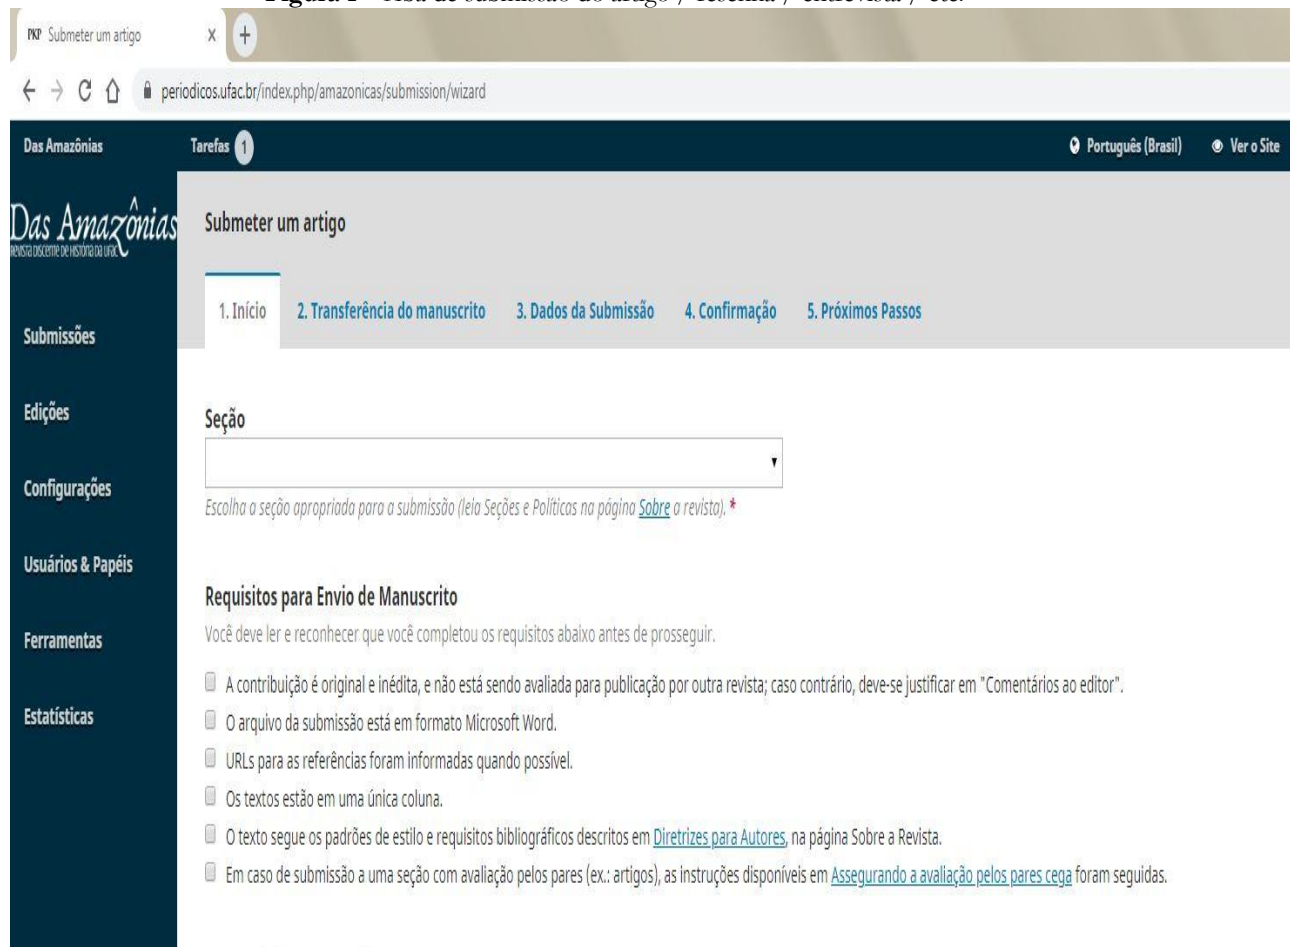 PKP Submeter um artigo
periodicos.ufac.br/index.php/amazonicas/submission/wizard
Das Amazônias
Tarefas 1
Português (Brasil)
Ver o Site
Das Amazônias
REVISTA DISCENTE DE HISTÓRIA DA UFAC
Submissões
Edições
Configurações
Usuários & Papéis
Ferramentas
Estatísticas
Submeter um artigo
1. Início
2. Transferência do manuscrito
3. Dados da Submissão
4. Confirmação
5. Próximos Passos
Seção
Escolha a seção apropriada para a submissão (leia Seções e Políticas na página Sobre a revista). *
Requisitos para Envio de Manuscrito
Você deve ler e reconhecer que você completou os requisitos abaixo antes de prosseguir.
A contribuição é original e inédita, e não está sendo avaliada para publicação por outra revista; caso contrário, deve-se justificar em "Comentários ao editor".
O arquivo da submissão está em formato Microsoft Word.
URLs para as referências foram informadas quando possível.
Os textos estão em uma única coluna.
O texto segue os padrões de estilo e requisitos bibliográficos descritos em Diretrizes para Autores, na página Sobre a Revista.
Em caso de submissão a uma seção com avaliação pelos pares (ex.: artigos), as instruções disponíveis em Assegurando a avaliação pelos pares cega foram seguidas.